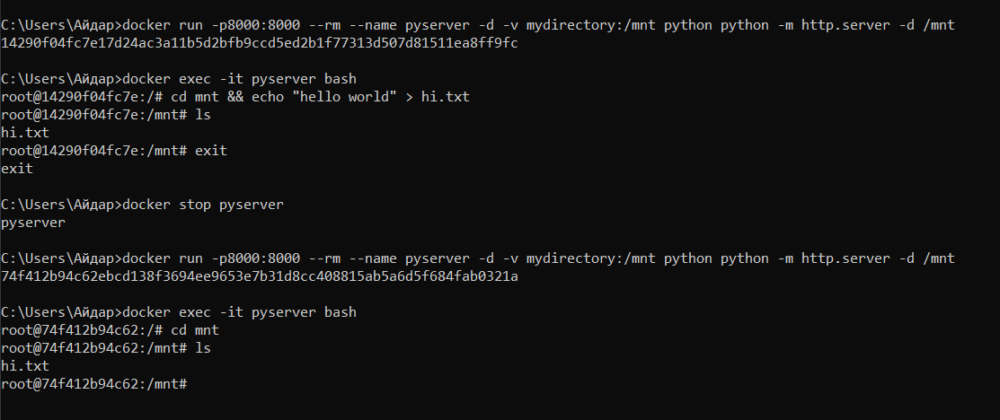 C:\Users\Айдар>docker run -p8000:8000 --rm --name pyserver -d -v mydirectory:/mnt python python -m http.server -d /mnt
14290f04fc7e17d24ac3a11b5d2bfb9ccd5ed2b1f77313d507d81511ea8ff9fc
C:\Users\Айдар>docker exec -it pyserver bash
root@14290f04fc7e:/# cd mnt && echo "hello world" > hi.txt
root@14290f04fc7e:/mnt# ls
hi.txt
root@14290f04fc7e:/mnt# exit
exit
C:\Users\Айдар>docker stop pyserver
pyserver
C:\Users\Айдар>docker run -p8000:8000 --rm --name pyserver -d -v mydirectory:/mnt python python -m http.server -d /mnt
74f412b94c62ebcd138f3694ee9653e7b31d8cc408815ab5a6d5f684fab0321a
C:\Users\Айдар>docker exec -it pyserver bash
root@74f412b94c62:/# cd mnt
root@74f412b94c62:/mnt# ls
hi.txt
root@74f412b94c62:/mnt#